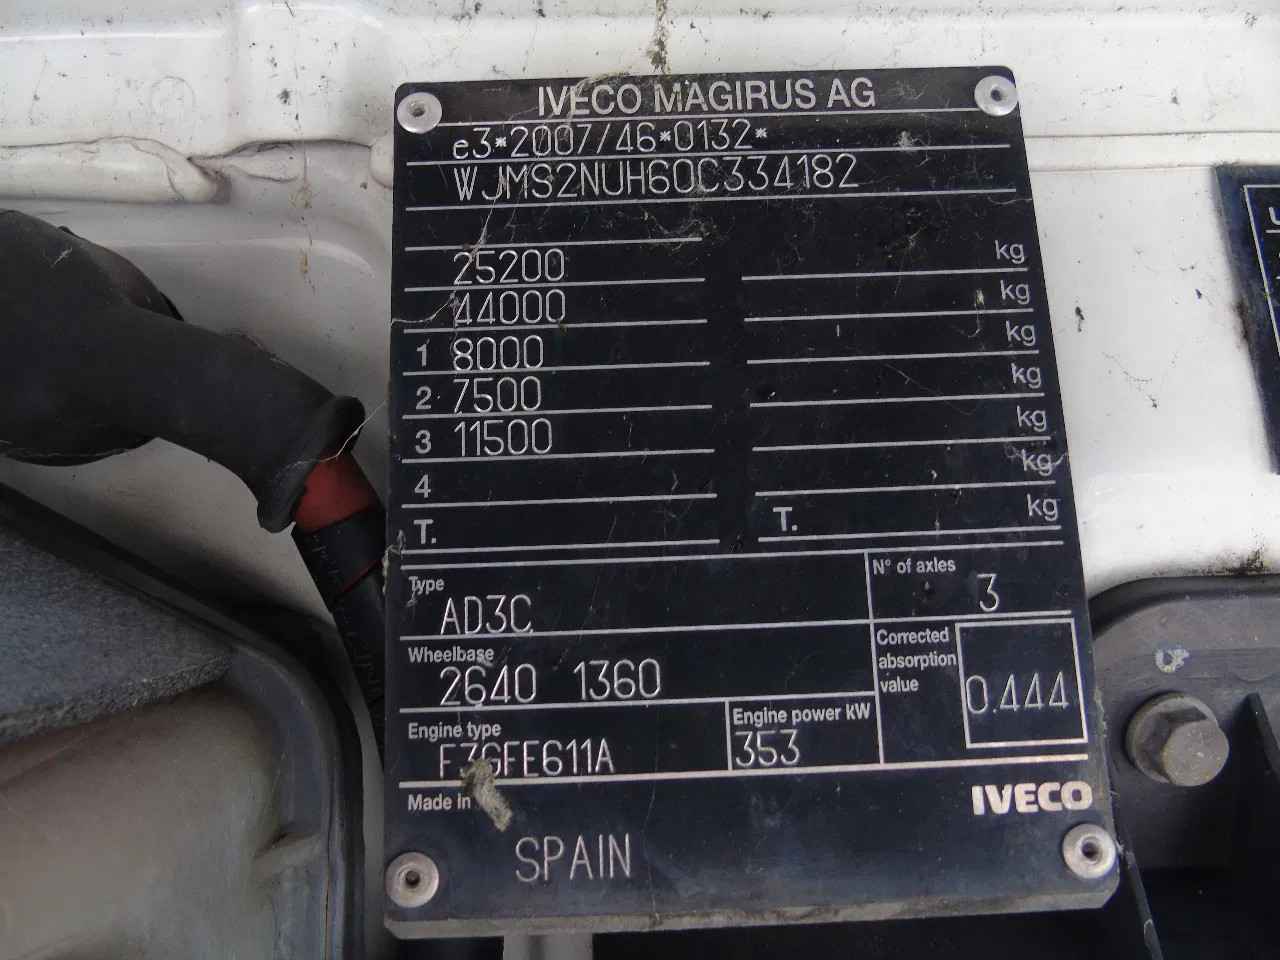 IVECO MAGIRUS AG
e3*2007/46*0132*
WJMS2NUH60C334182
25200 kg
44000 kg
1 8000 kg
2 7500 kg
3 11500 kg
4 kg
T. T. kg
Type AD3C
N° of axles 3
Wheelbase 2640 1360
Corrected absorption value 0.444
Engine type F3GFE611A
Engine power kW 353
Made in SPAIN
IVECO